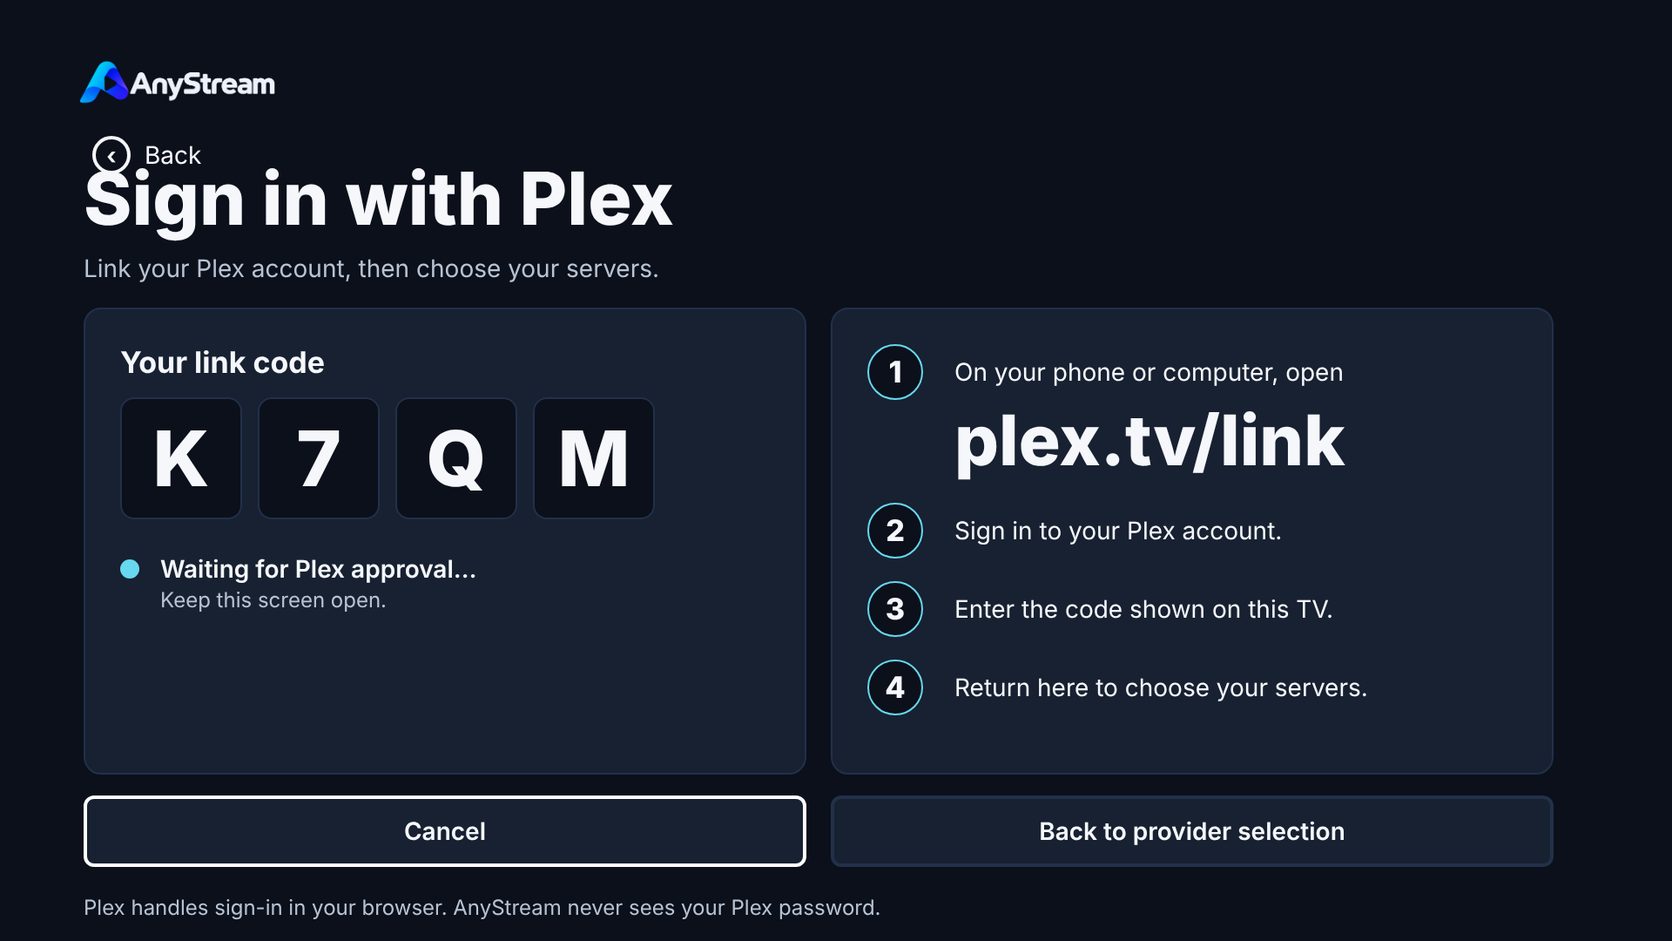 AnyStream
‹ Back
Sign in with Plex
Link your Plex account, then choose your servers.
Your link code
K 7 Q M
Waiting for Plex approval...
Keep this screen open.
1 On your phone or computer, open
plex.tv/link
2 Sign in to your Plex account.
3 Enter the code shown on this TV.
4 Return here to choose your servers.
Cancel
Back to provider selection
Plex handles sign-in in your browser. AnyStream never sees your Plex password.